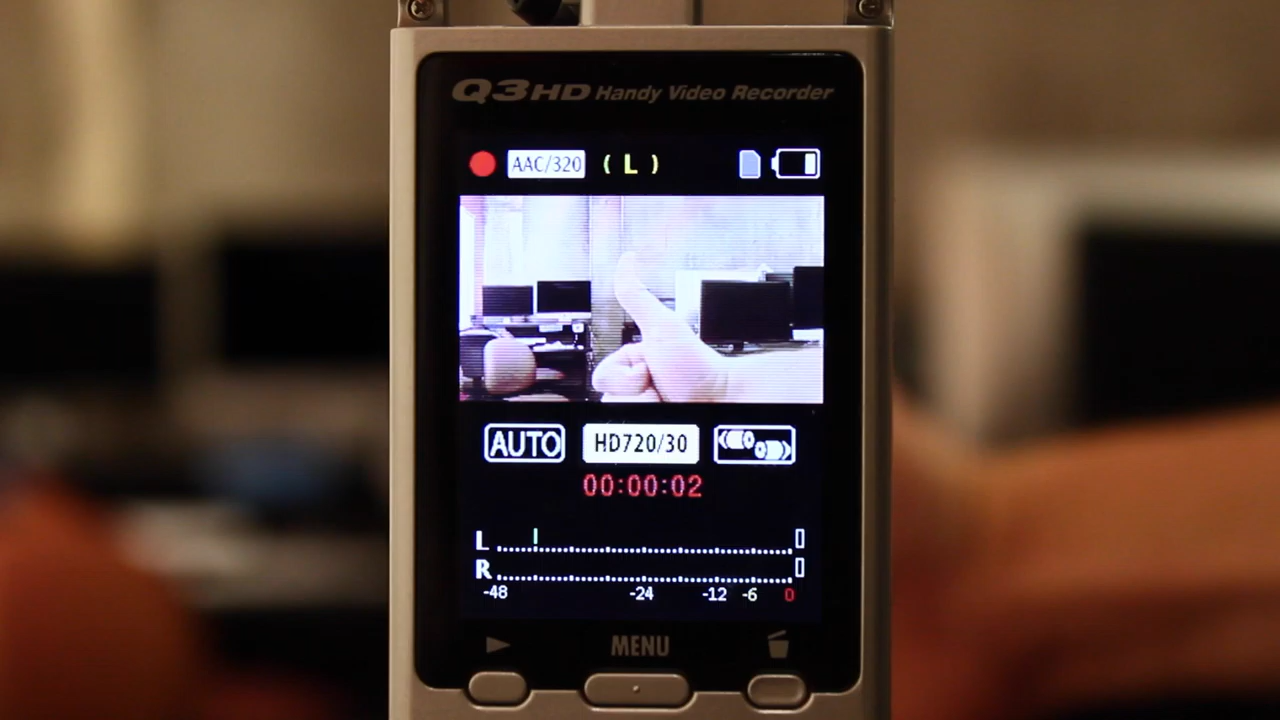 Q3HD Handy Video Recorder
AAC/320 ( L )
AUTO HD720/30
00:00:02
L
R
-48 -24 -12 -6 0
MENU